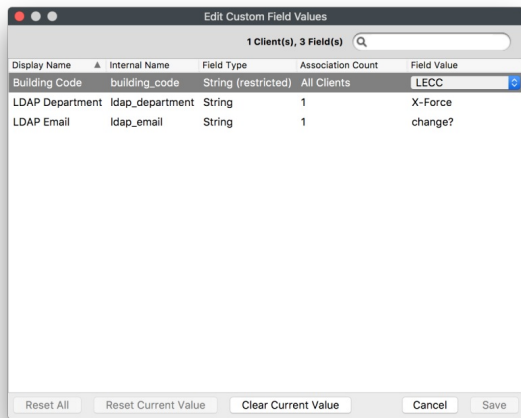 Edit Custom Field Values
1 Client(s), 3 Field(s)
Display Name Internal Name Field Type Association Count Field Value
Building Code building_code String (restricted) All Clients LECC
LDAP Department ldap_department String 1 X-Force
LDAP Email ldap_email String 1 change?
Reset All Reset Current Value Clear Current Value Cancel Save